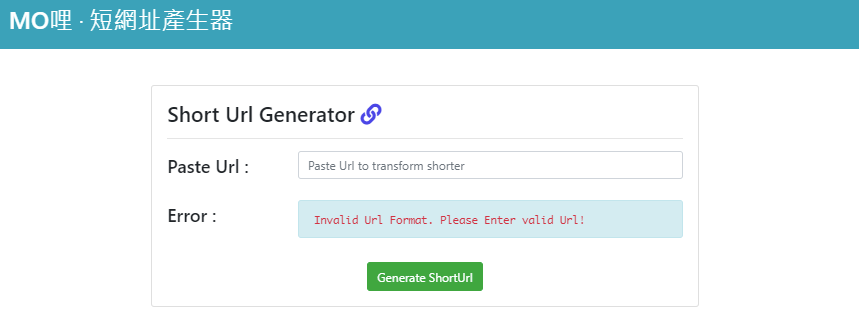 MO哩 · 短網址產生器
Short Url Generator
Paste Url : Paste Url to transform shorter
Error : Invalid Url Format. Please Enter valid Url!
Generate ShortUrl